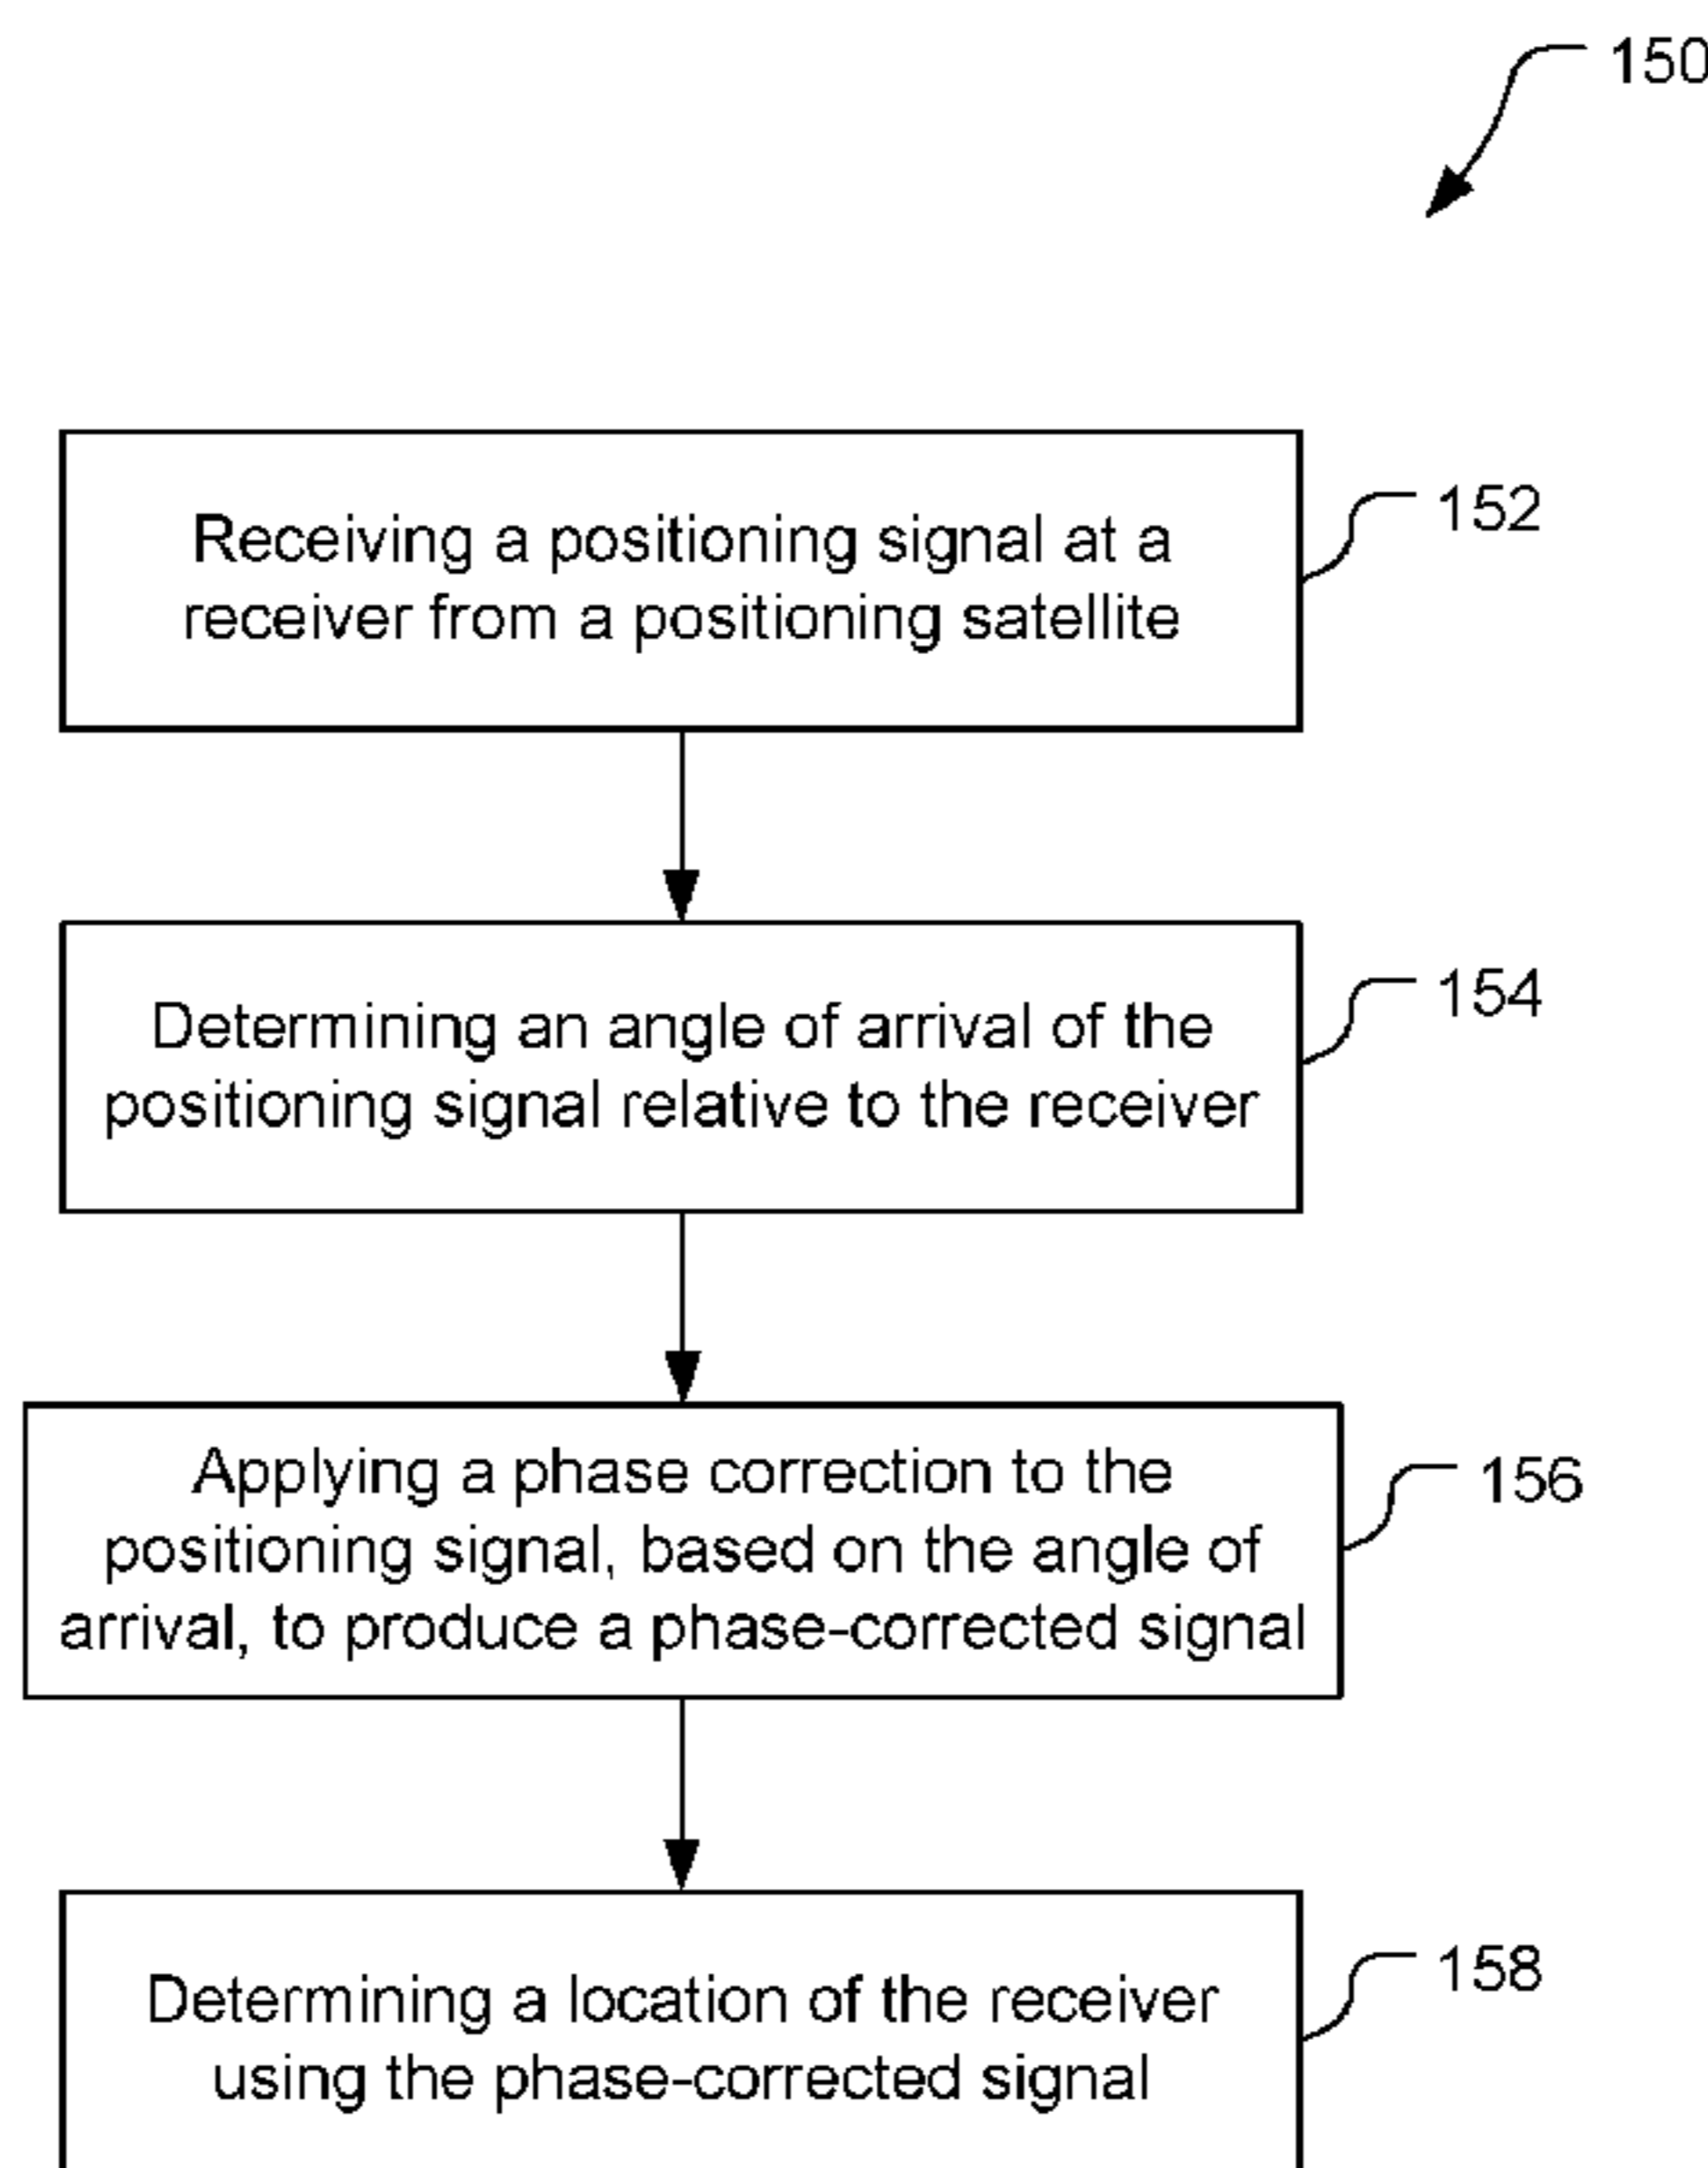 150
Receiving a positioning signal at a
receiver from a positioning satellite
152
Determining an angle of arrival of the
positioning signal relative to the receiver
154
Applying a phase correction to the
positioning signal, based on the angle of
arrival, to produce a phase-corrected signal
156
Determining a location of the receiver
using the phase-corrected signal
158